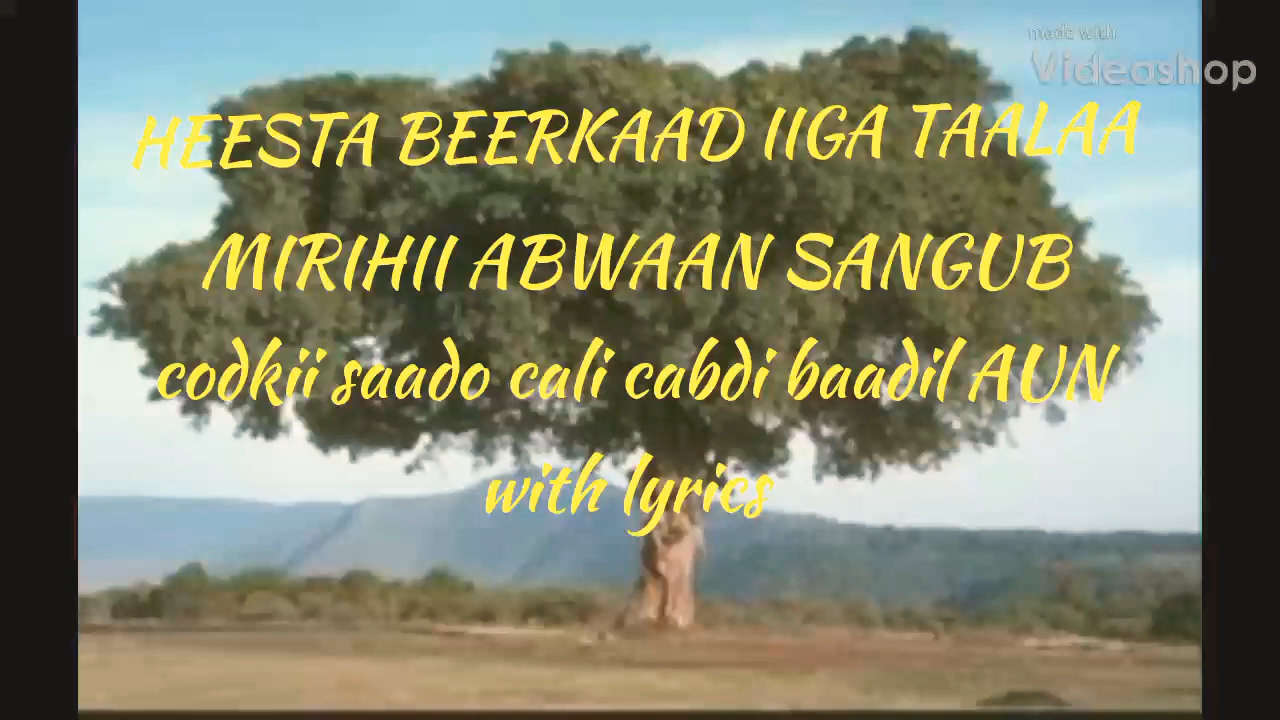 made with
Videoshop
HEESTA BEERKAAD IIGA TAALAA
MIRIHII ABWAAN SANGUB
codkii saado cali cabdi baadil AUN
with lyrics